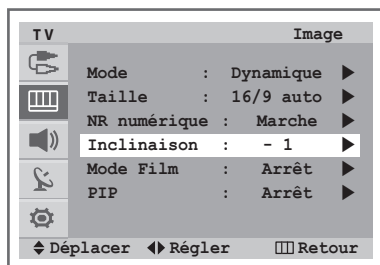 TV Image
Mode : Dynamique
Taille : 16/9 auto
NR numérique : Marche
Inclinaison : - 1
Mode Film : Arrêt
PIP : Arrêt
Déplacer Régler Retour